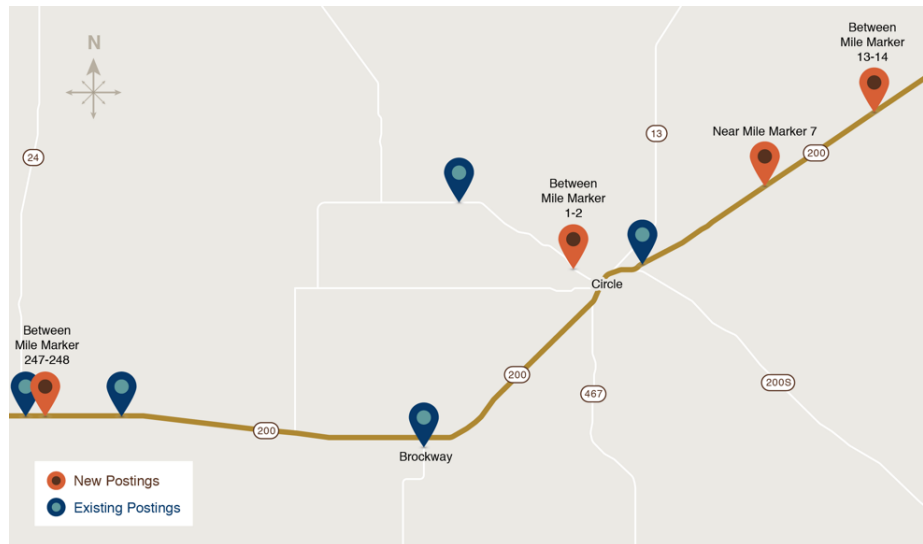 Between
Mile Marker
13-14
N
Near Mile Marker 7
13
200
24
Between
Mile Marker
1-2
Circle
Between
Mile Marker
247-248
200
200S
467
200
Brockway
New Postings
Existing Postings